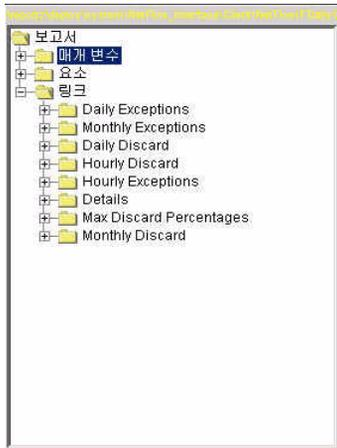 보고서
매개 변수
요소
링크
Daily Exceptions
Monthly Exceptions
Daily Discard
Hourly Discard
Hourly Exceptions
Details
Max Discard Percentages
Monthly Discard